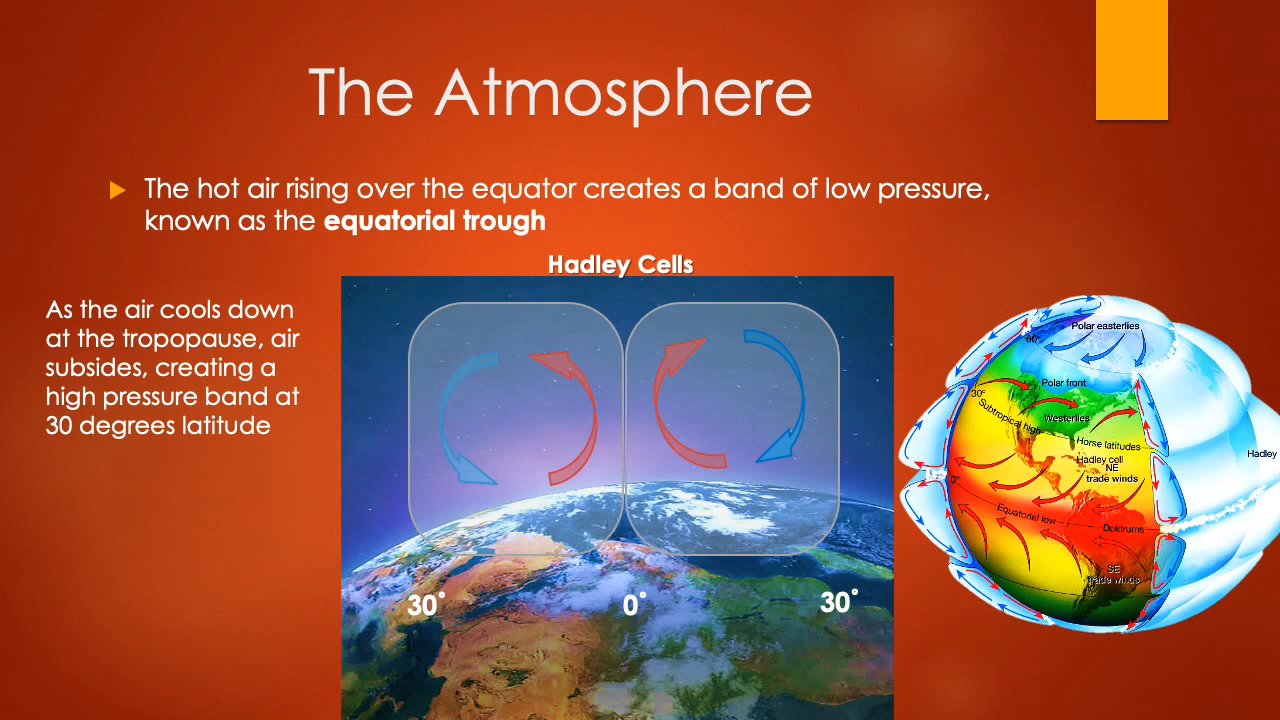 The Atmosphere
The hot air rising over the equator creates a band of low pressure,
known as the equatorial trough
Hadley Cells
As the air cools down
at the tropopause, air
subsides, creating a
high pressure band at
30 degrees latitude
30°
0°
30°
Polar easterlies
60°
Polar front
30°
Subtropical high
Westerlies
Horse latitudes
Hadley cell
NE
trade winds
Hadley
0°
Equatorial low
Doldrums
SE
trade winds